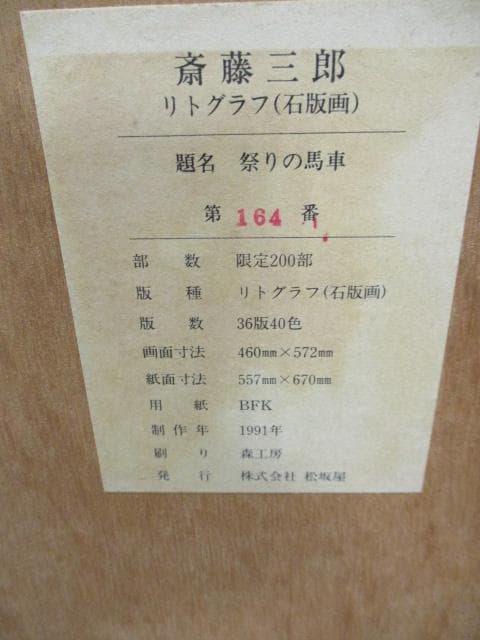 斎藤三郎
リトグラフ(石版画)
題名 祭りの馬車
第 164 番
部数 限定200部
版種 リトグラフ(石版画)
版数 36版40色
画面寸法 460㎜×572㎜
紙面寸法 557㎜×670㎜
用紙 BFK
制作年 1991年
刷り 森工房
発行 株式会社 松坂屋